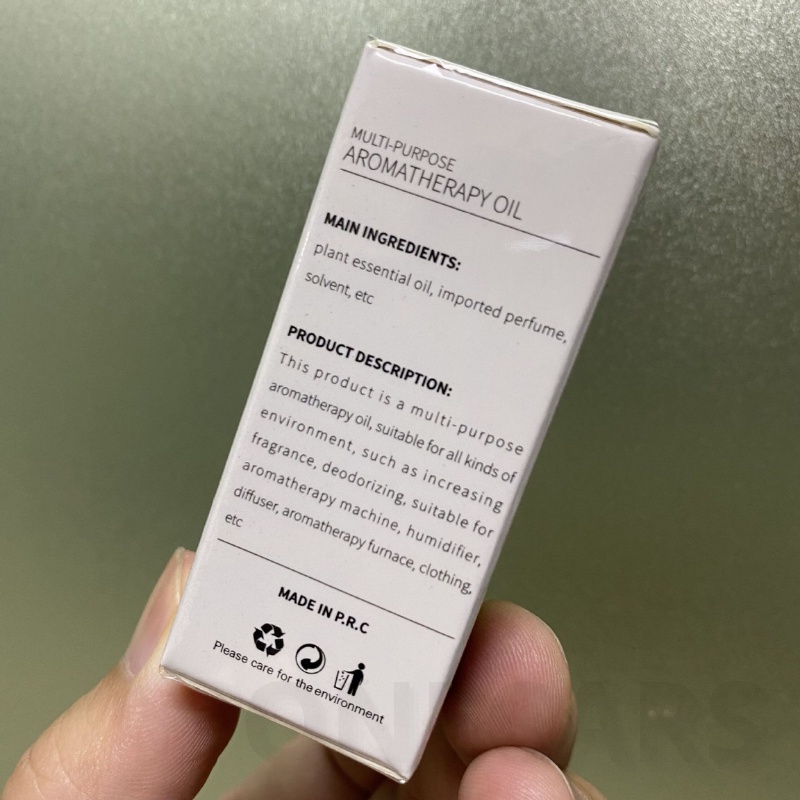 MULTI-PURPOSE
AROMATHERAPY OIL
MAIN INGREDIENTS:
plant essential oil, imported perfume,
solvent, etc
PRODUCT DESCRIPTION:
This product is a multi-purpose
aromatherapy oil, suitable for all kinds of
environment, such as increasing
fragrance, deodorizing, suitable for
aromatherapy machine, humidifier,
diffuser, aromatherapy furnace, clothing,
etc
MADE IN P.R.C
Please care for the environment